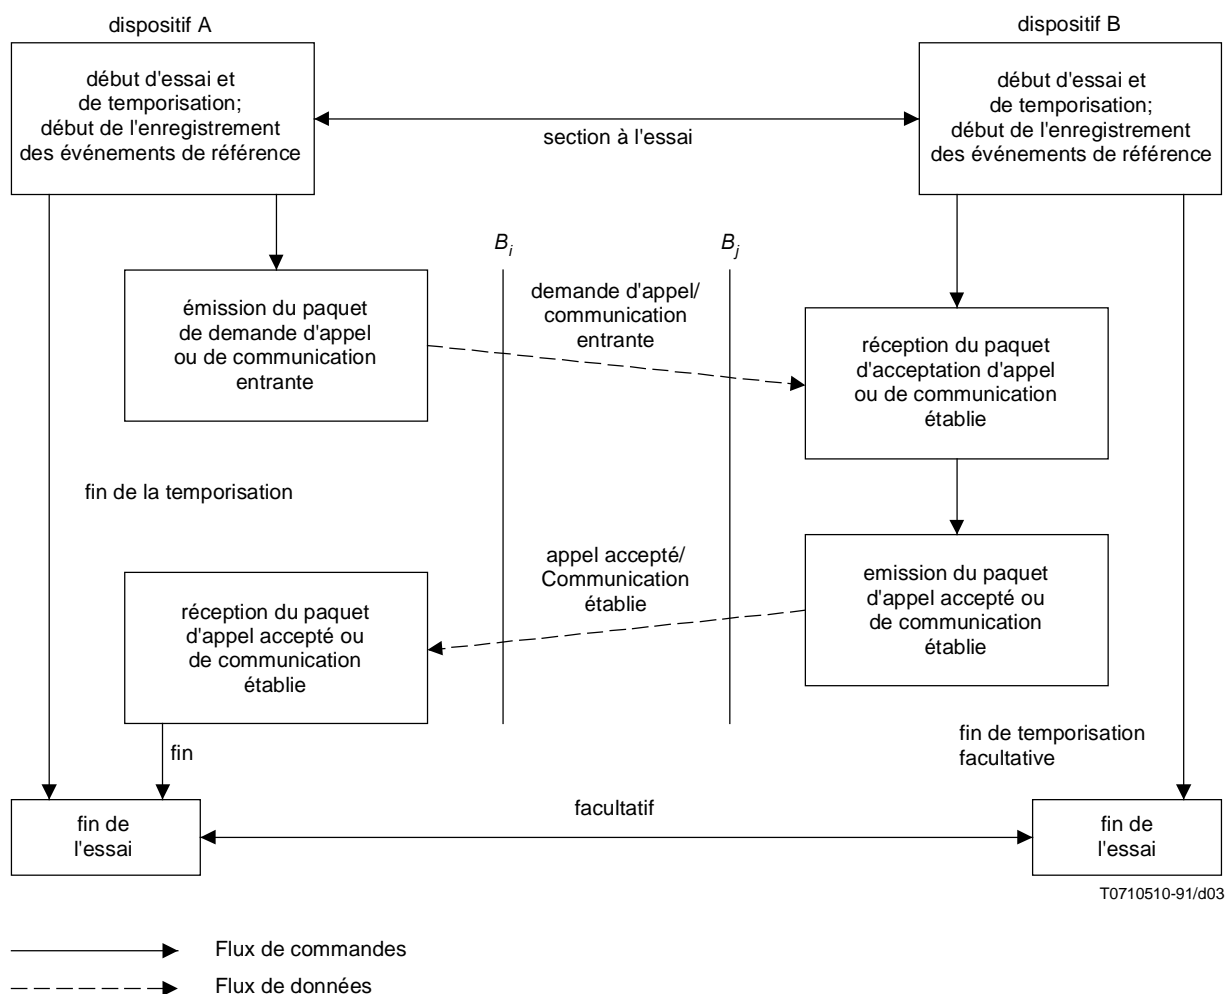 dispositif A
dispositif B
début d'essai et
de temporisation;
début de l'enregistrement
des événements de référence
section à l'essai
début d'essai et
de temporisation;
début de l'enregistrement
des événements de référence
Bi
Bj
émission du paquet
de demande d'appel
ou de communication
entrante
demande d'appel/
communication
entrante
réception du paquet
d'acceptation d'appel
ou de communication
établie
fin de la temporisation
appel accepté/
Communication
établie
emission du paquet
d'appel accepté ou
de communication
établie
réception du paquet
d'appel accepté ou
de communication
établie
fin
fin de temporisation
facultative
fin de
l'essai
facultatif
fin de
l'essai
T0710510-91/d03
Flux de commandes
Flux de données